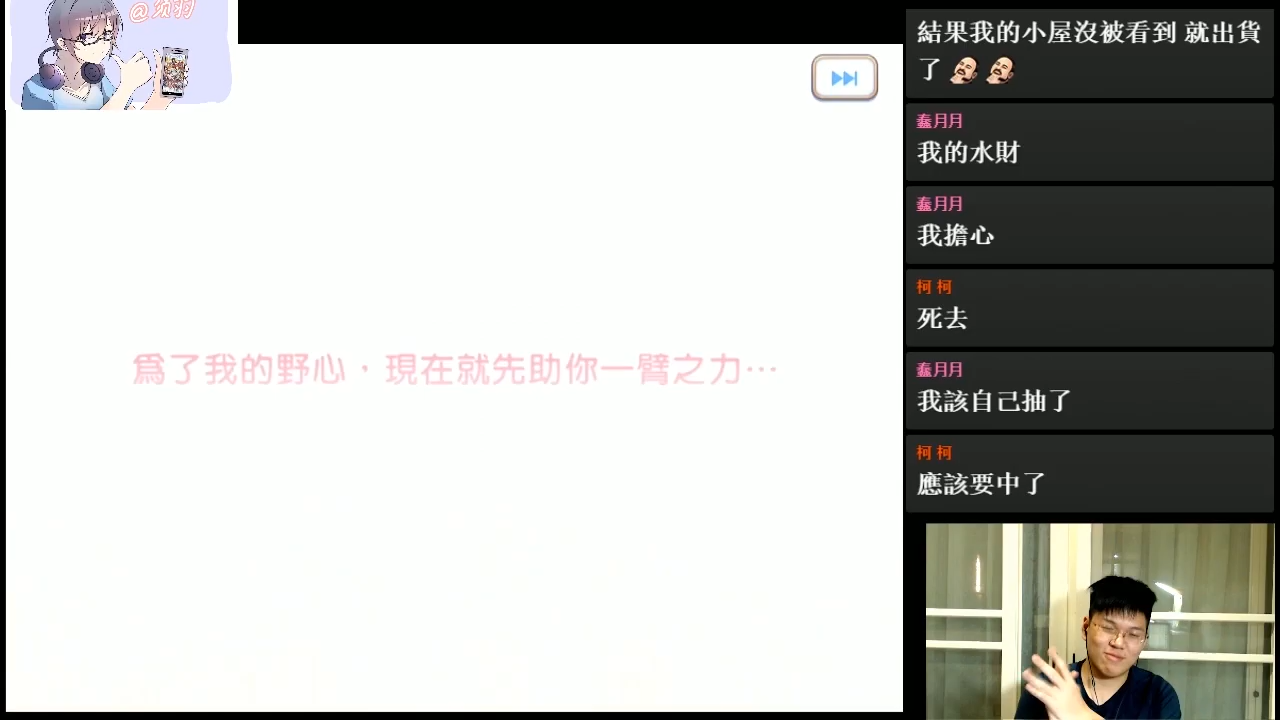 @须羽
為了我的野心，現在就先助你一臂之力…
結果我的小屋沒被看到 就出貨
了
蠢月月
我的水財
蠢月月
我擔心
柯 柯
死去
蠢月月
我該自己抽了
柯 柯
應該要中了